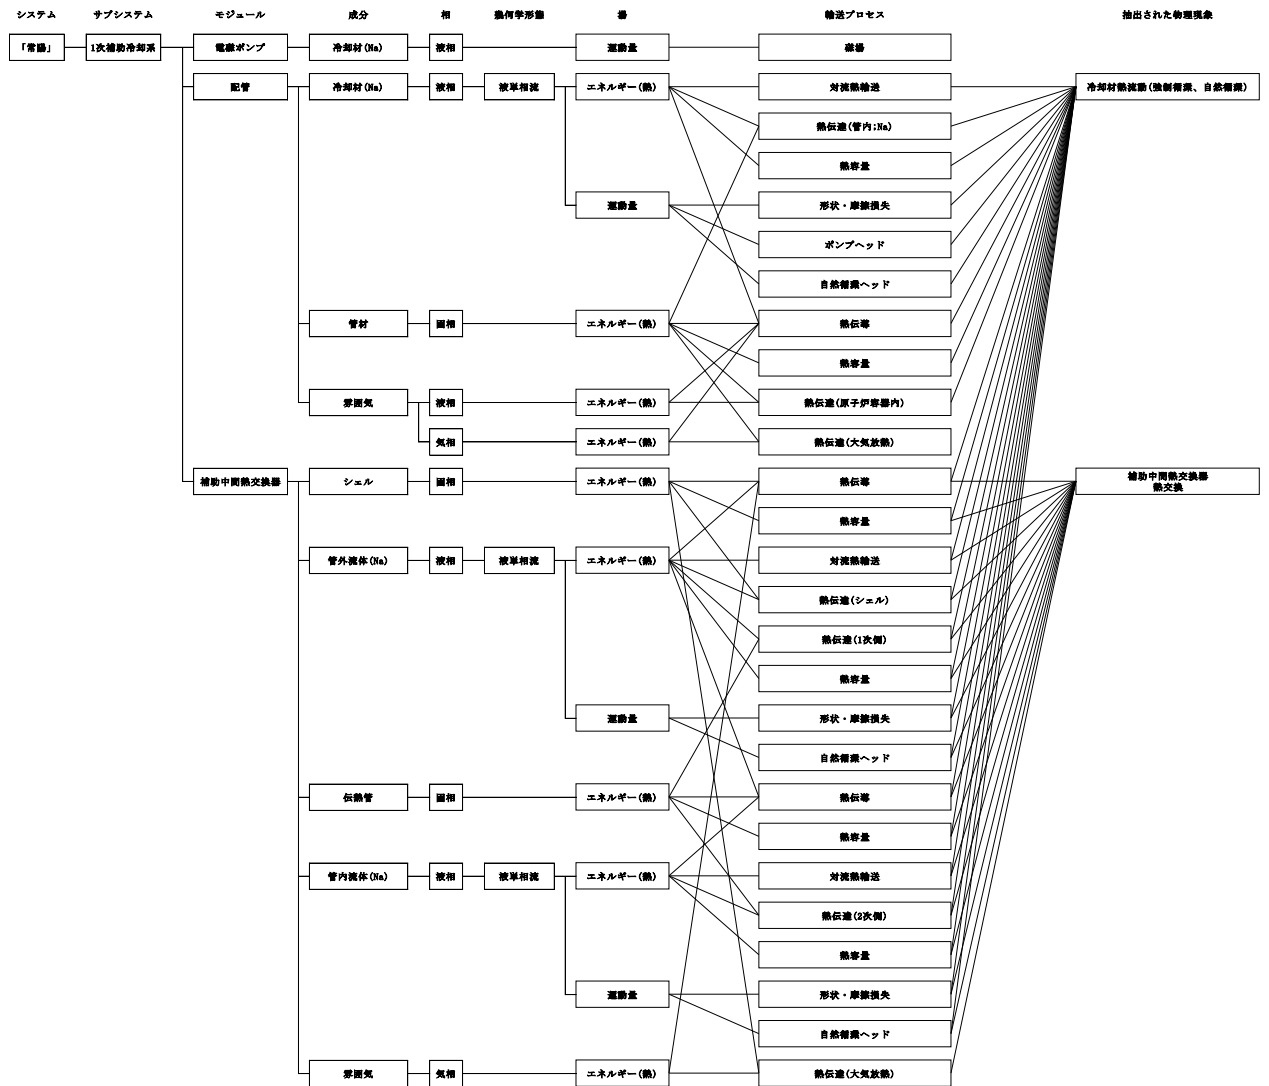 システム サブシステム モジュール 成分 相 幾何学形態 場 輸送プロセス 抽出された物理現象
「常陽」 1次補助冷却系 電磁ポンプ 冷却材(Na) 液相 運動量 磁場
配管 冷却材(Na) 液相 液単相流 エネルギー(熱) 対流熱輸送 冷却材熱流動(強制循環、自然循環)
熱伝達(管内:Na)
熱容量
運動量 形状・摩擦損失
ポンプヘッド
自然循環ヘッド
管材 固相 エネルギー(熱) 熱伝導
熱容量
雰囲気 液相 エネルギー(熱) 熱伝達(原子炉容器内)
気相 エネルギー(熱) 熱伝達(大気放熱)
補助中間熱交換器 シェル 固相 エネルギー(熱) 熱伝導 補助中間熱交換器
熱交換
熱容量
管外流体(Na) 液相 液単相流 エネルギー(熱) 対流熱輸送
熱伝達(シェル)
熱伝達(1次側)
熱容量
運動量 形状・摩擦損失
自然循環ヘッド
伝熱管 固相 エネルギー(熱) 熱伝導
熱容量
管内流体(Na) 液相 液単相流 エネルギー(熱) 対流熱輸送
熱伝達(2次側)
熱容量
運動量 形状・摩擦損失
自然循環ヘッド
雰囲気 気相 エネルギー(熱) 熱伝達(大気放熱)